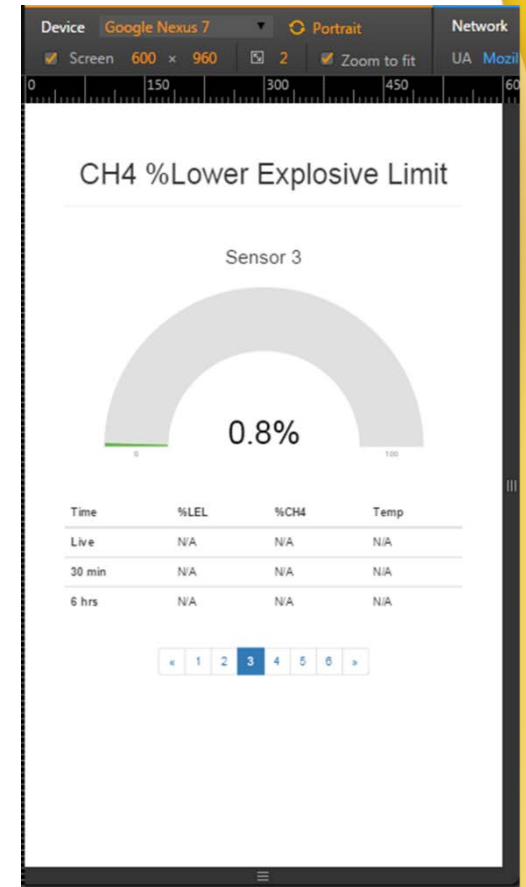 Device Google Nexus 7 Portrait Network
Screen 600 × 960 2 Zoom to fit UA Mozil
0 150 300 450 60
CH4 %Lower Explosive Limit
Sensor 3
0.8%
0 100
Time %LEL %CH4 Temp
Live N/A N/A N/A
30 min N/A N/A N/A
6 hrs N/A N/A N/A
« 1 2 3 4 5 6 »